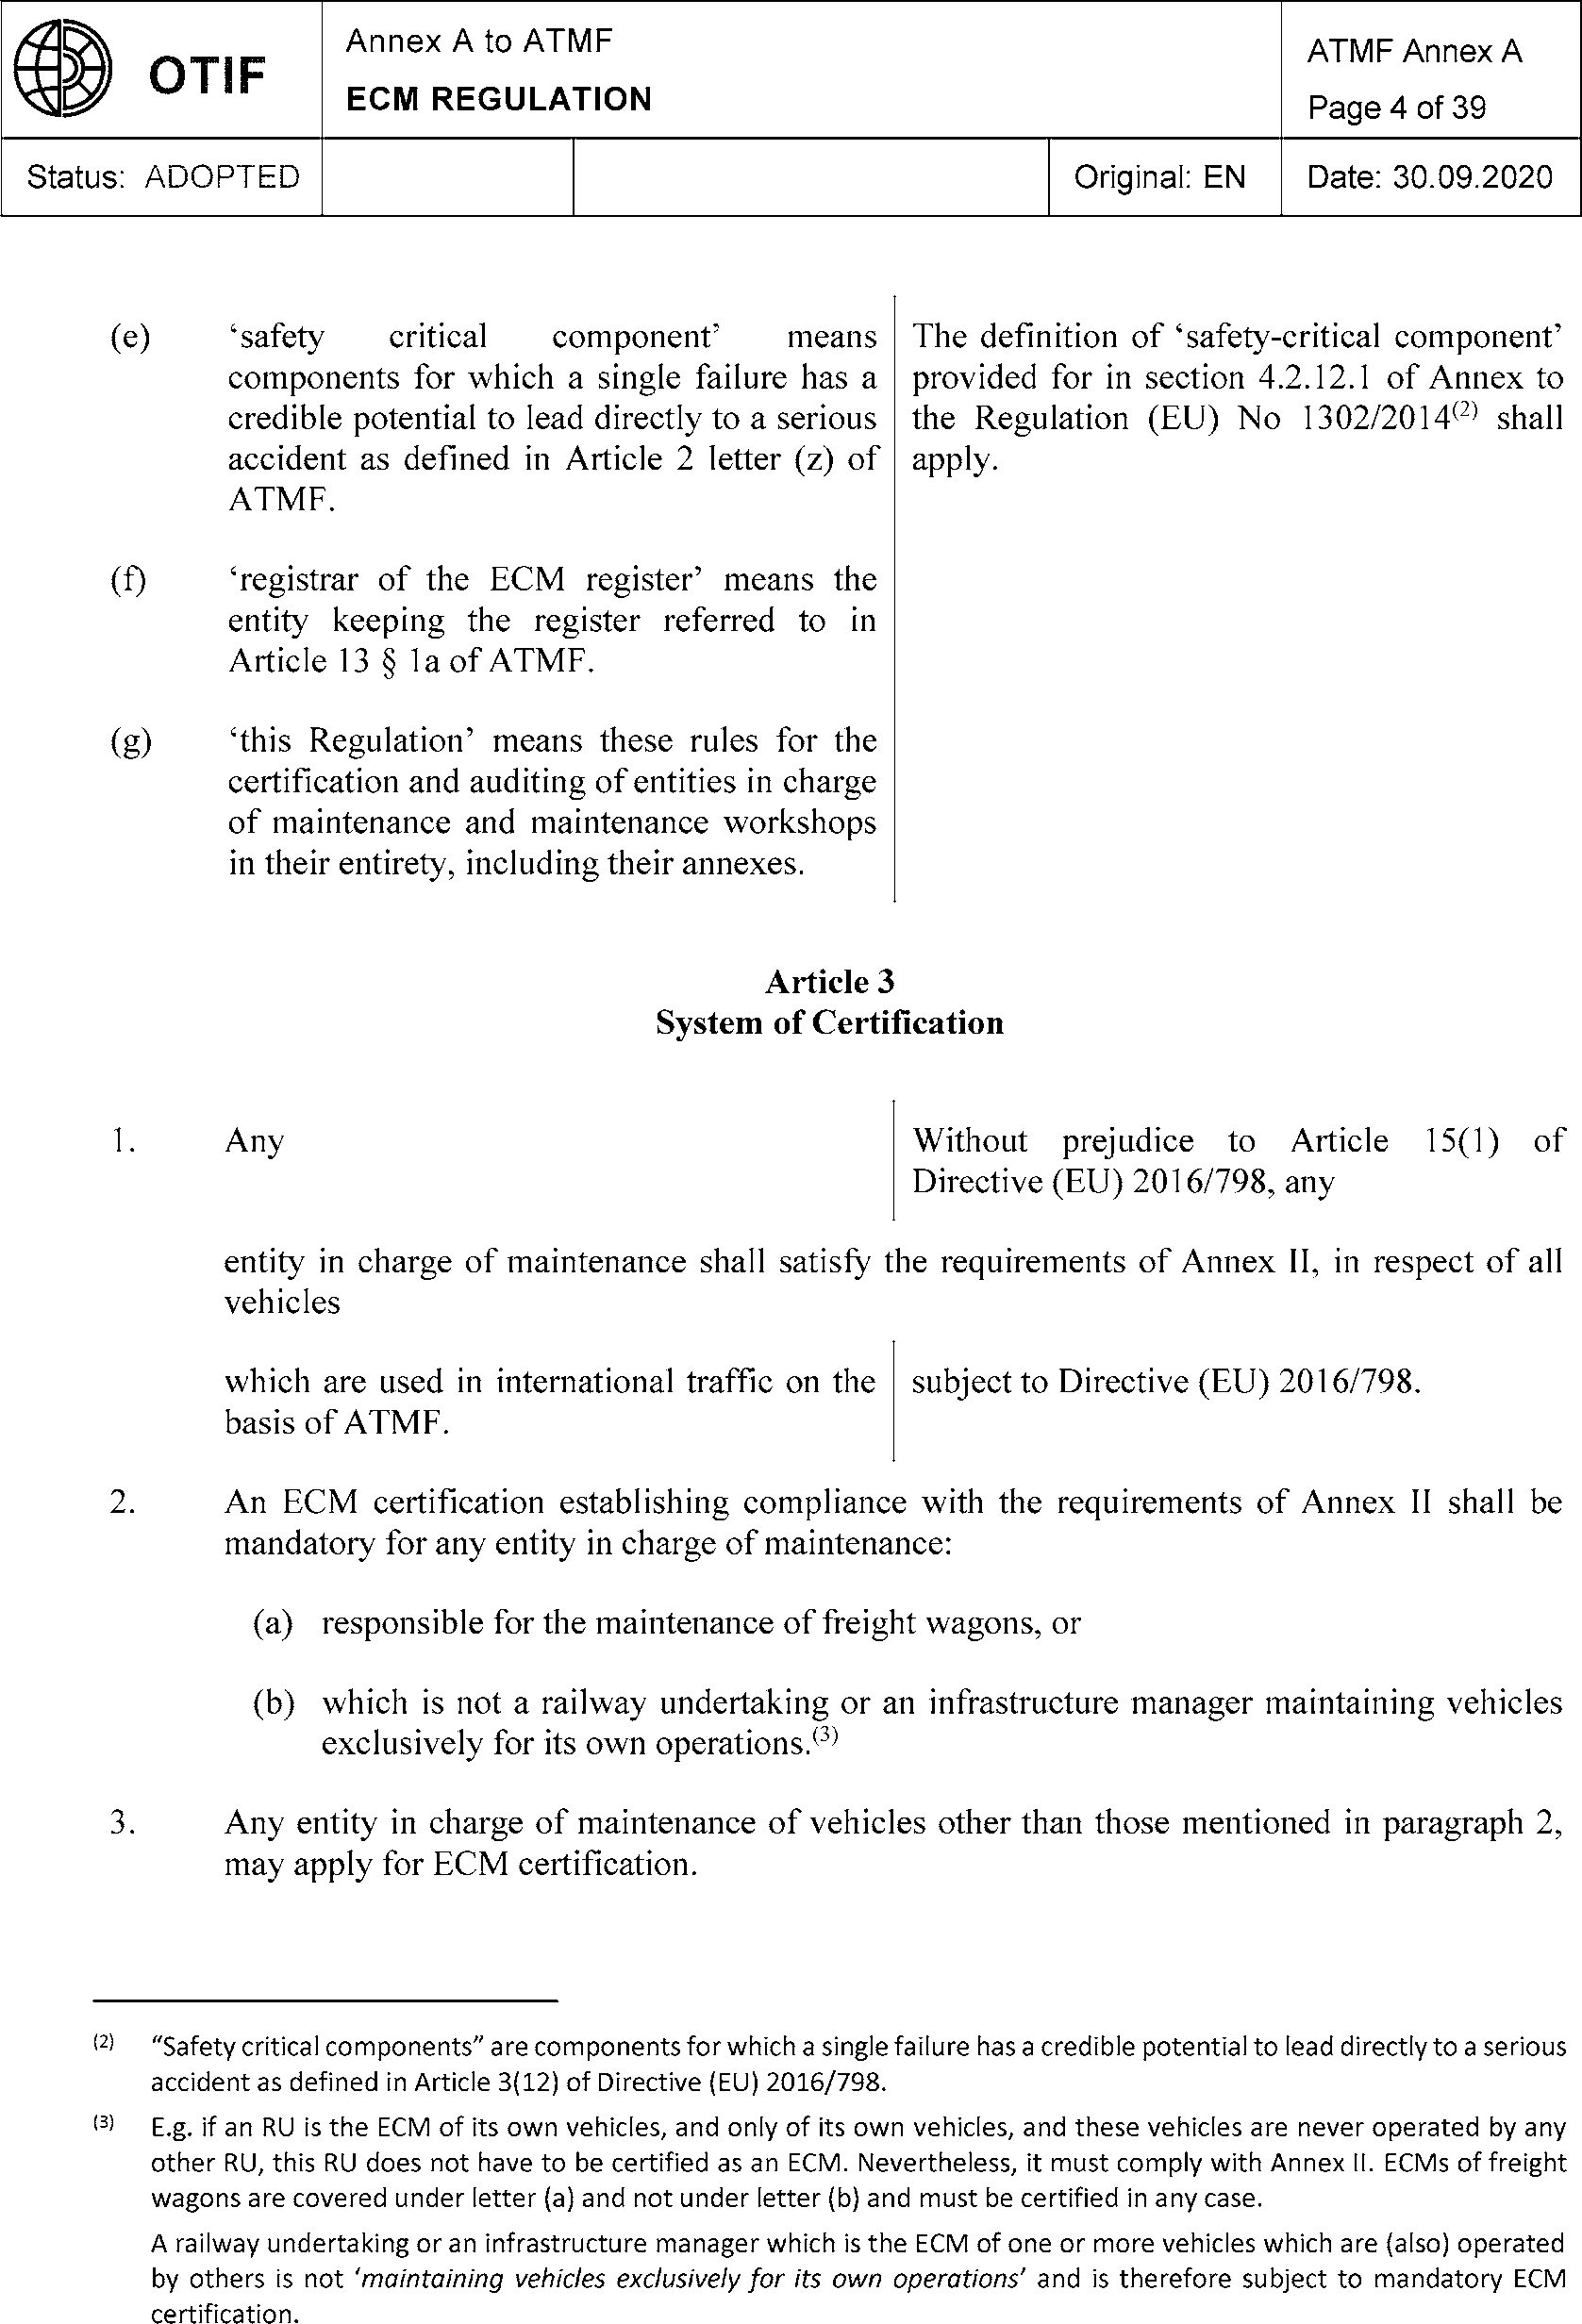 OTIF
Annex A to ATMF
ECM REGULATION
ATMF Annex A
Page 4 of 39
Status: ADOPTED
Original: EN
Date: 30.09.2020
(e) ‘safety critical component’ means
components for which a single failure has a
credible potential to lead directly to a serious
accident as defined in Article 2 letter (z) of
ATMF.
The definition of ‘safety-critical component’
provided for in section 4.2.12.1 of Annex to
the Regulation (EU) No 1302/2014(2) shall
apply.
(f) ‘registrar of the ECM register’ means the
entity keeping the register referred to in
Article 13 § 1a of ATMF.
(g) ‘this Regulation’ means these rules for the
certification and auditing of entities in charge
of maintenance and maintenance workshops
in their entirety, including their annexes.
Article 3
System of Certification
1. Any
Without prejudice to Article 15(1) of
Directive (EU) 2016/798, any
entity in charge of maintenance shall satisfy the requirements of Annex II, in respect of all
vehicles
which are used in international traffic on the
basis of ATMF.
subject to Directive (EU) 2016/798.
2. An ECM certification establishing compliance with the requirements of Annex II shall be
mandatory for any entity in charge of maintenance:
(a) responsible for the maintenance of freight wagons, or
(b) which is not a railway undertaking or an infrastructure manager maintaining vehicles
exclusively for its own operations.(3)
3. Any entity in charge of maintenance of vehicles other than those mentioned in paragraph 2,
may apply for ECM certification.
(2) “Safety critical components” are components for which a single failure has a credible potential to lead directly to a serious
accident as defined in Article 3(12) of Directive (EU) 2016/798.
(3) E.g. if an RU is the ECM of its own vehicles, and only of its own vehicles, and these vehicles are never operated by any
other RU, this RU does not have to be certified as an ECM. Nevertheless, it must comply with Annex II. ECMs of freight
wagons are covered under letter (a) and not under letter (b) and must be certified in any case.
A railway undertaking or an infrastructure manager which is the ECM of one or more vehicles which are (also) operated
by others is not ‘maintaining vehicles exclusively for its own operations’ and is therefore subject to mandatory ECM
certification.